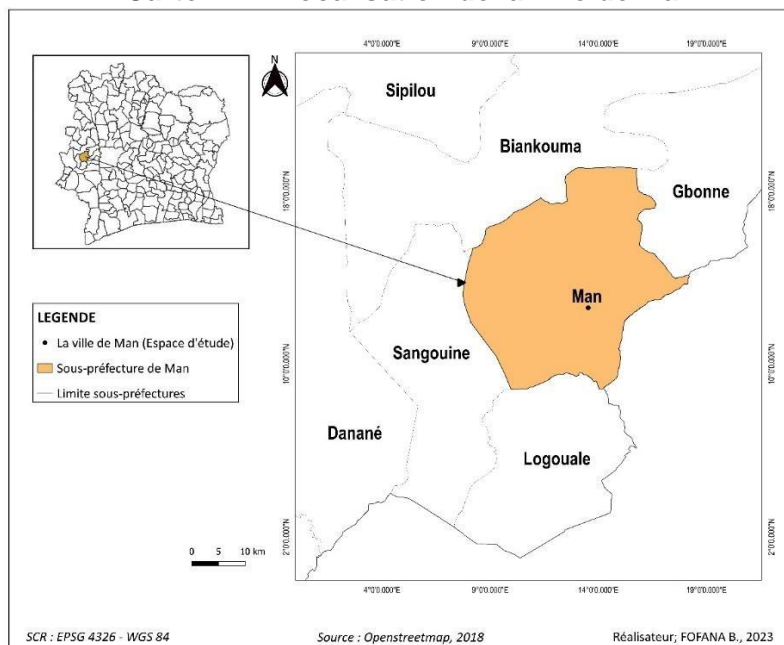 4°0'0.000"E 9°0'0.000"E 14°0'0.000"E 19°0'0.000"E
N
Sipilou
Biankouma
Gbonne
18°0'0.000"N 18°0'0.000"N
Man
LEGENDE
La ville de Man (Espace d'étude)
Sous-préfecture de Man
Limite sous-préfectures
Sangouine
10°0'0.000"N 10°0'0.000"N
Danané
Logouale
2°0'0.000"N 2°0'0.000"N
0 5 10 km
4°0'0.000"E 9°0'0.000"E 14°0'0.000"E 19°0'0.000"E
SCR : EPSG 4326 - WGS 84 Source : Openstreetmap, 2018 Réalisateur; FOFANA B., 2023